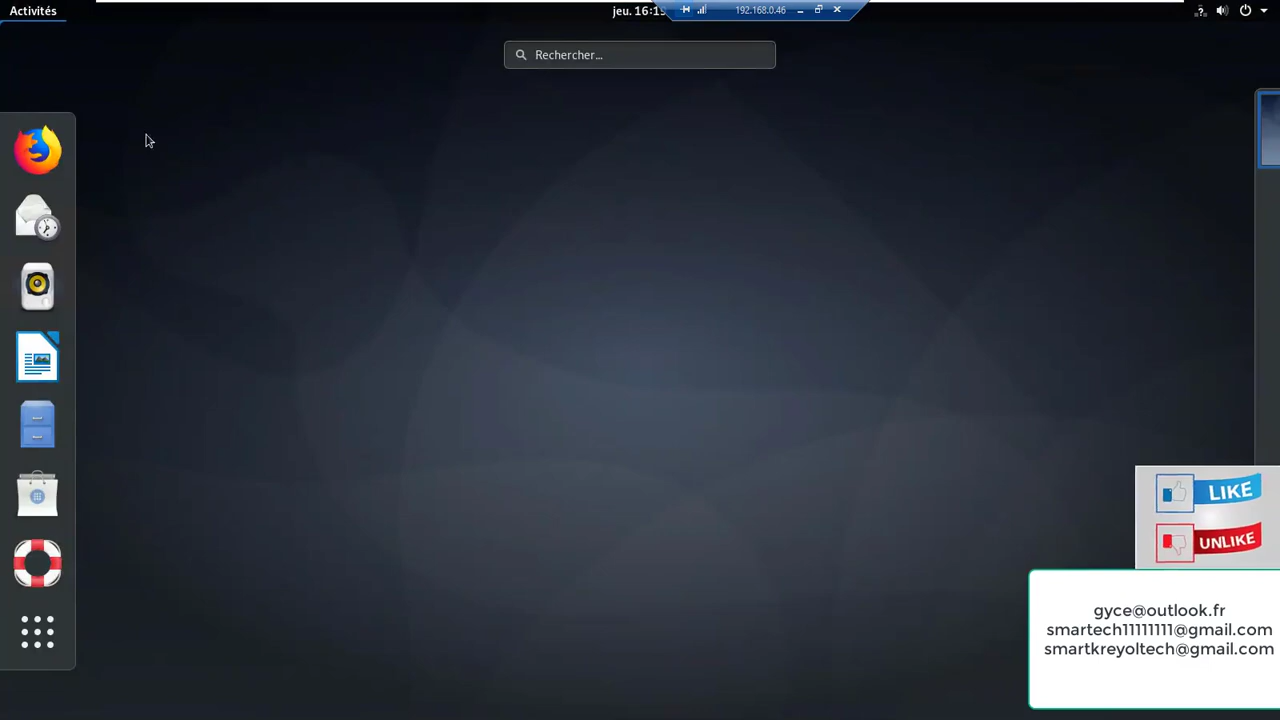 Activités
jeu. 16:1
192.168.0.46
Rechercher...
LIKE
UNLIKE
gyce@outlook.fr
smartech11111111@gmail.com
smartkreyoltech@gmail.com